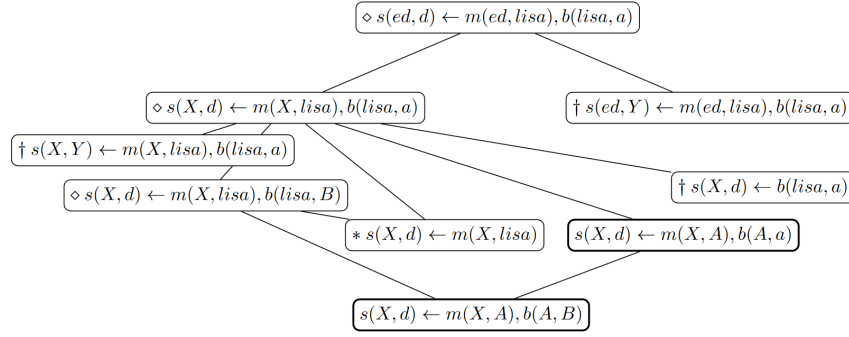 ⋄ s(ed, d) ← m(ed, lisa), b(lisa, a)
⋄ s(X, d) ← m(X, lisa), b(lisa, a)
† s(ed, Y) ← m(ed, lisa), b(lisa, a)
† s(X, Y) ← m(X, lisa), b(lisa, a)
† s(X, d) ← b(lisa, a)
⋄ s(X, d) ← m(X, lisa), b(lisa, B)
∗ s(X, d) ← m(X, lisa)
s(X, d) ← m(X, A), b(A, a)
s(X, d) ← m(X, A), b(A, B)